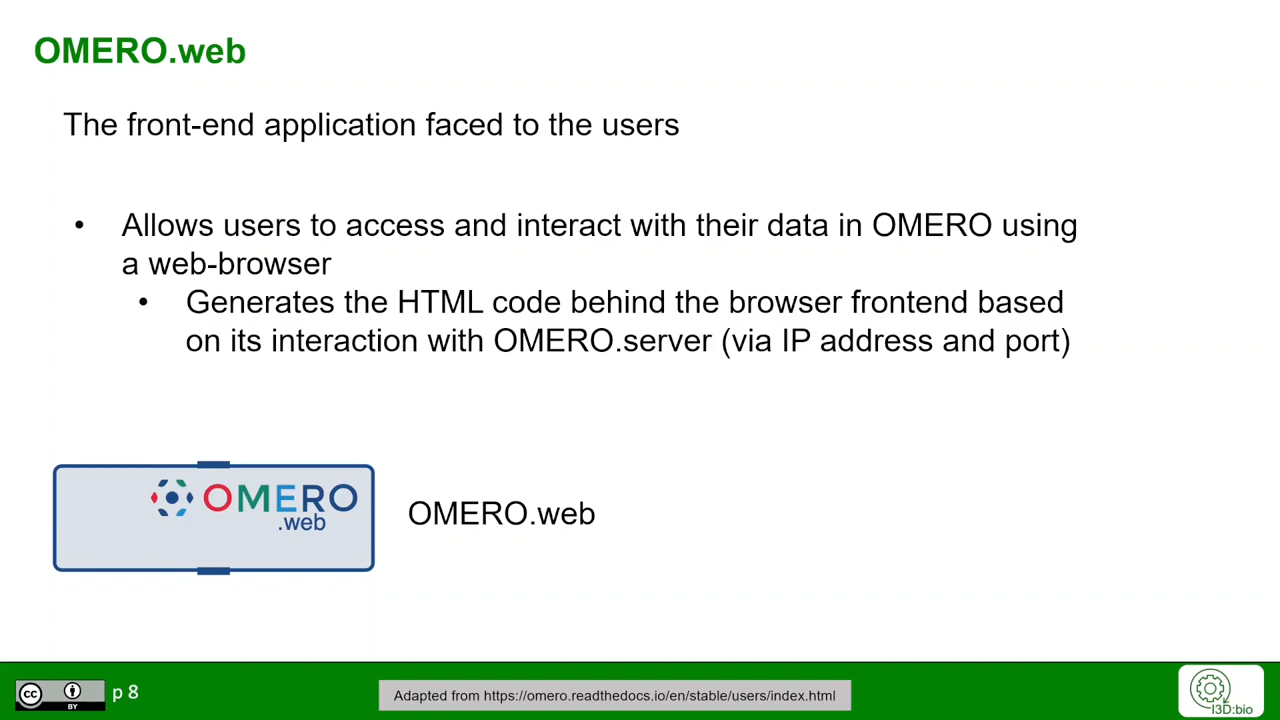 OMERO.web
The front-end application faced to the users
• Allows users to access and interact with their data in OMERO using
a web-browser
• Generates the HTML code behind the browser frontend based
on its interaction with OMERO.server (via IP address and port)
OMERO
.web
OMERO.web
cc
BY
p 8
Adapted from https://omero.readthedocs.io/en/stable/users/index.html
I3D:bio